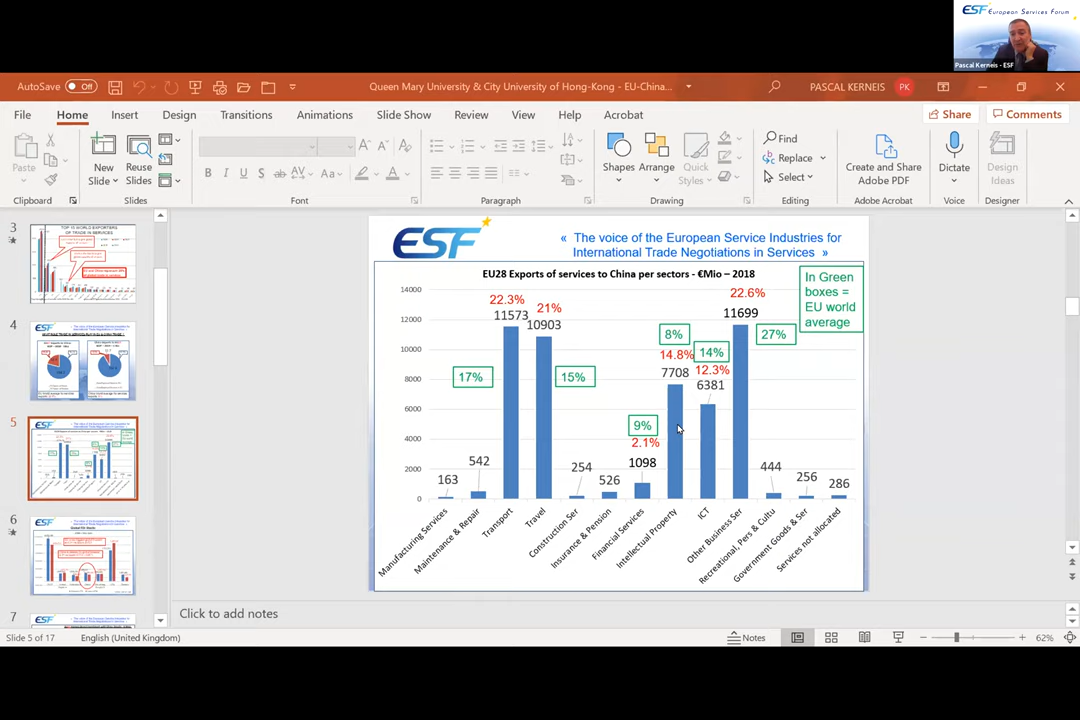 ESF European Services Forum
Pascal Kerneis - ESF
AutoSave Off
Queen Mary University & City University of Hong-Kong - EU-China...
PASCAL KERNEIS PK
File Home Insert Design Transitions Animations Slide Show Review View Help Acrobat
Share Comments
Paste
New Slide
Reuse Slides
Shapes
Arrange
Quick Styles
Find
Replace
Select
Create and Share Adobe PDF
Dictate
Design Ideas
Clipboard Slides Font Paragraph Drawing Editing Adobe Acrobat Voice Designer
3
4
5
6
7
ESF
« The voice of the European Service Industries for
International Trade Negotiations in Services »
EU28 Exports of services to China per sectors - €Mio – 2018
In Green
boxes =
EU world
average
14000
12000
10000
8000
6000
4000
2000
0
163
542
22.3%
11573
17%
21%
10903
15%
254
526
9%
2.1%
1098
8%
14.8%
7708
14%
12.3%
6381
22.6%
11699
27%
444
256
286
Manufacturing Services
Maintenance & Repair
Transport
Travel
Construction Ser
Insurance & Pension
Financial Services
Intellectual Property
ICT
Other Business Ser
Recreational, Pers & Cultu
Government Goods & Ser
Services not allocated
Click to add notes
Slide 5 of 17 English (United Kingdom) Notes 62%